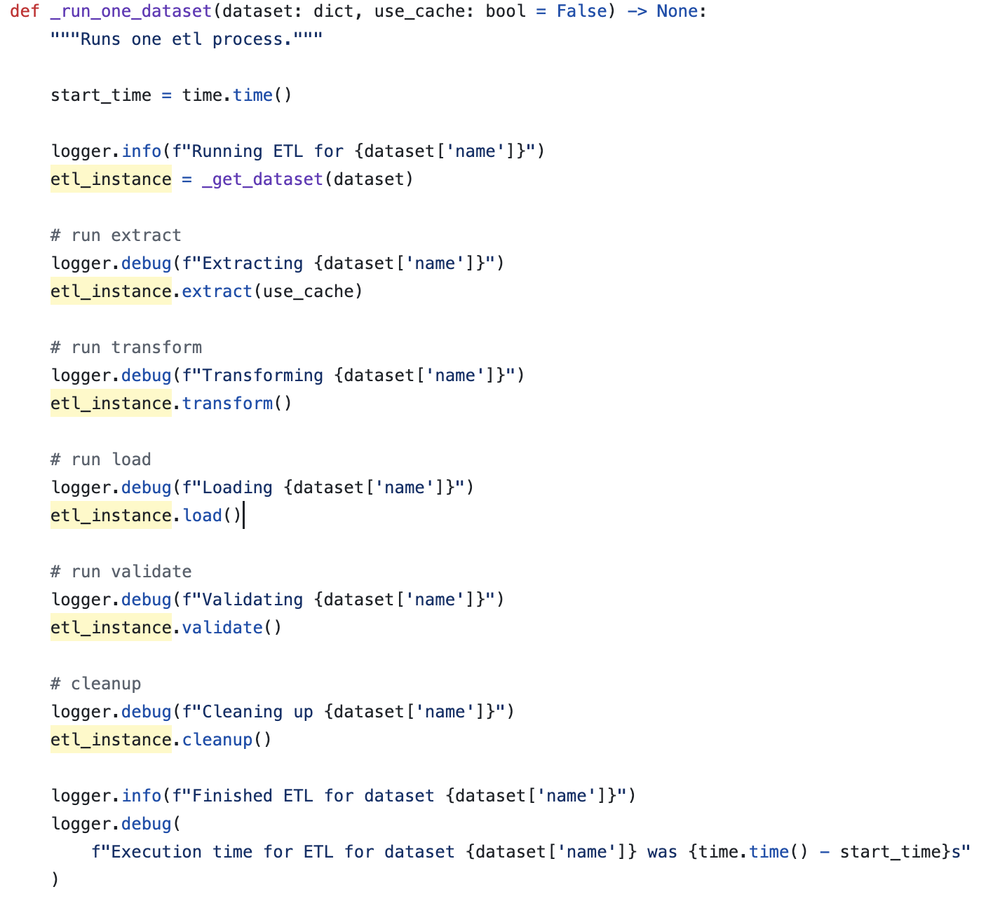 def _run_one_dataset(dataset: dict, use_cache: bool = False) -> None:
    """Runs one etl process."""

    start_time = time.time()

    logger.info(f"Running ETL for {dataset['name']}")
    etl_instance = _get_dataset(dataset)

    # run extract
    logger.debug(f"Extracting {dataset['name']}")
    etl_instance.extract(use_cache)

    # run transform
    logger.debug(f"Transforming {dataset['name']}")
    etl_instance.transform()

    # run load
    logger.debug(f"Loading {dataset['name']}")
    etl_instance.load()

    # run validate
    logger.debug(f"Validating {dataset['name']}")
    etl_instance.validate()

    # cleanup
    logger.debug(f"Cleaning up {dataset['name']}")
    etl_instance.cleanup()

    logger.info(f"Finished ETL for dataset {dataset['name']}")
    logger.debug(
        f"Execution time for ETL for dataset {dataset['name']} was {time.time() - start_time}s"
    )